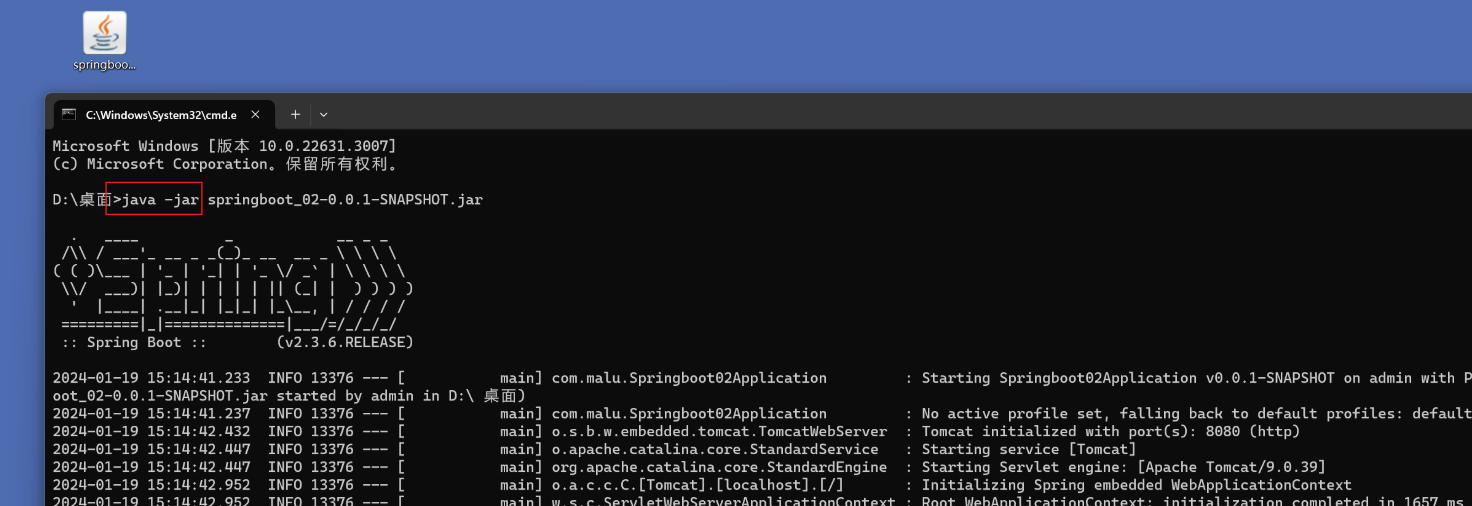 springboo...
C:\Windows\System32\cmd.e
Microsoft Windows [版本 10.0.22631.3007]
(c) Microsoft Corporation。保留所有权利。
D:\桌面>java -jar springboot_02-0.0.1-SNAPSHOT.jar
  .   ____          _            __ _ _
 /\\ / ___'_ __ _ _(_)_ __  __ _ \ \ \ \
( ( )\___ | '_ | '_| | '_ \/ _` | \ \ \ \
 \\/  ___)| |_)| | | | | || (_| |  ) ) ) )
  '  |____| .__|_| |_|_| |_\__, | / / / /
 =========|_|==============|___/=/_/_/_/
 :: Spring Boot ::        (v2.3.6.RELEASE)
2024-01-19 15:14:41.233  INFO 13376 --- [           main] com.malu.Springboot02Application         : Starting Springboot02Application v0.0.1-SNAPSHOT on admin with P
oot_02-0.0.1-SNAPSHOT.jar started by admin in D:\ 桌面)
2024-01-19 15:14:41.237  INFO 13376 --- [           main] com.malu.Springboot02Application         : No active profile set, falling back to default profiles: default
2024-01-19 15:14:42.432  INFO 13376 --- [           main] o.s.b.w.embedded.tomcat.TomcatWebServer  : Tomcat initialized with port(s): 8080 (http)
2024-01-19 15:14:42.447  INFO 13376 --- [           main] o.apache.catalina.core.StandardService   : Starting service [Tomcat]
2024-01-19 15:14:42.447  INFO 13376 --- [           main] org.apache.catalina.core.StandardEngine  : Starting Servlet engine: [Apache Tomcat/9.0.39]
2024-01-19 15:14:42.952  INFO 13376 --- [           main] o.a.c.c.C.[Tomcat].[localhost].[/]       : Initializing Spring embedded WebApplicationContext
2024-01-19 15:14:42.952  INFO 13376 --- [           main] w.s.c.ServletWebServerApplicationContext : Root WebApplicationContext: initialization completed in 1657 ms